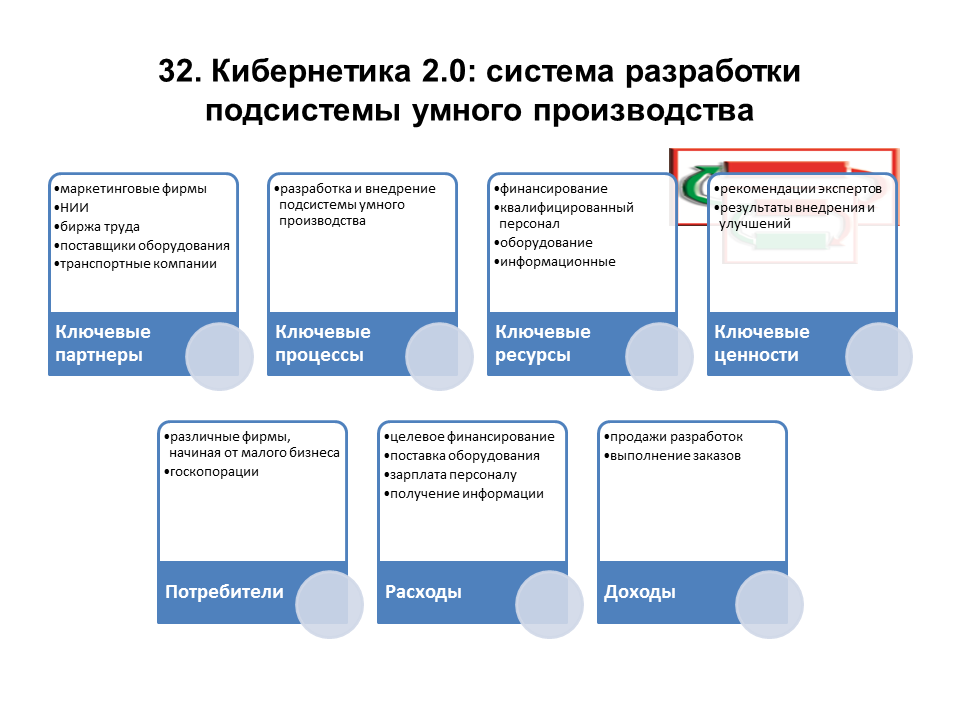 32. Кибернетика 2.0: система разработки
подсистемы умного производства
•маркетинговые фирмы
•НИИ
•биржа труда
•поставщики оборудования
•транспортные компании
Ключевые
партнеры
•разработка и внедрение
подсистемы умного
производства
Ключевые
процессы
•финансирование
•квалифицированный
персонал
•оборудование
•информационные
Ключевые
ресурсы
•рекомендации экспертов
•результаты внедрения и
улучшений
Ключевые
ценности
•различные фирмы,
начиная от малого бизнеса
•госкопорации
Потребители
•целевое финансирование
•поставка оборудования
•зарплата персоналу
•получение информации
Расходы
•продажи разработок
•выполнение заказов
Доходы